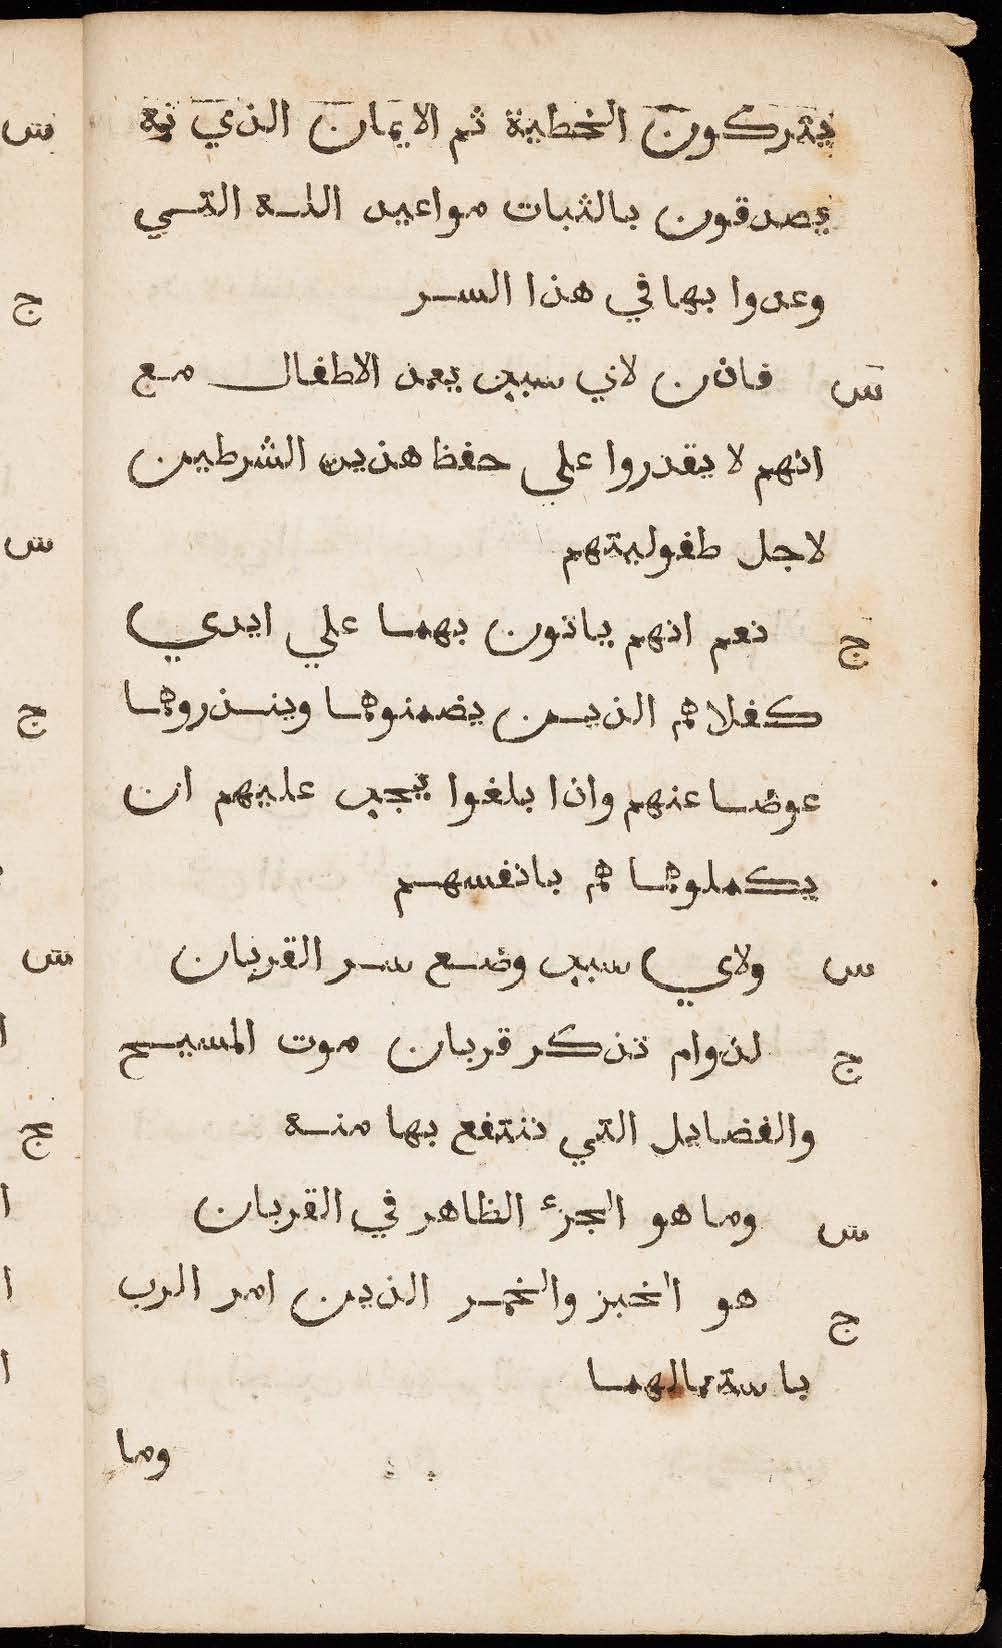 يتركون الخطية ثم الايمان الذي به
يصدقون بالثبات مواعيد الله التي
وعدوا بها في هذا السر
س فاذن لاي سبب يعمد الاطفال مع
انهم لا يقدروا علي حفظ هذين الشرطين
لاجل طفوليتهم
ج نعم انهم ياتون بهما علي ايدي
كفلاهم الذين يضمنوهما وينذروهما
عوضا عنهم واذا بلغوا يجب عليهم ان
يكملوهما هم بانفسهم
س ولاي سبب وضع سر القربان
ج لدوام تذكر قربان موت المسيح
والفضايل التي ننتفع بها منه
س وما هو الجزء الظاهر في القربان
ج هو الخبز والخمر الذين امر الرب
باستعمالهما
وما
س
ج
س
ج
س
ج